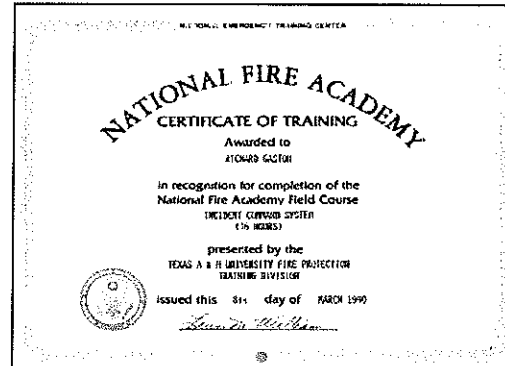 NATIONAL EMERGENCY TRAINING CENTER
NATIONAL FIRE ACADEMY
CERTIFICATE OF TRAINING
Awarded to
RICHARD GASTON
in recognition for completion of the
National Fire Academy Field Course
INCIDENT COMMAND SYSTEM
(16 HOURS)
presented by the
TEXAS A & M UNIVERSITY FIRE PROTECTION
TRAINING DIVISION
issued this 8th day of MARCH 1990